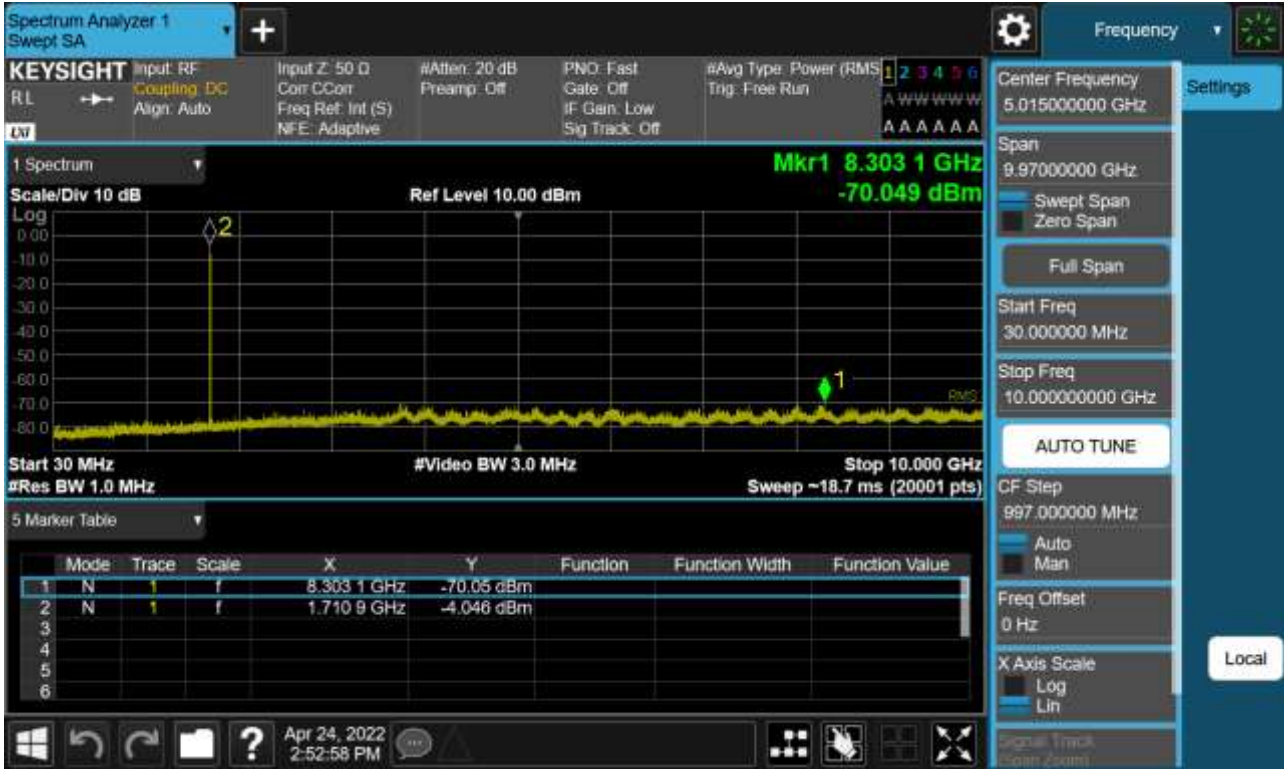 Spectrum Analyzer 1
Swept SA
+
Frequency
KEYSIGHT
RL
LXI
Input: RF
Coupling: DC
Align: Auto
Input Z: 50 Ω
Corr CCorr
Freq Ref: Int (S)
NFE: Adaptive
#Atten: 20 dB
Preamp: Off
PNO: Fast
Gate: Off
IF Gain: Low
Sig Track: Off
#Avg Type: Power (RMS
Trig: Free Run
1 2 3 4 5 6
A W W W W W
A A A A A A
1 Spectrum
Mkr1 8.303 1 GHz
Scale/Div 10 dB
Ref Level 10.00 dBm
-70.049 dBm
Log
0.00
-10.0
-20.0
-30.0
-40.0
-50.0
-60.0
-70.0
-80.0
2
1
RMS
Start 30 MHz
#Video BW 3.0 MHz
Stop 10.000 GHz
#Res BW 1.0 MHz
Sweep ~18.7 ms (20001 pts)
5 Marker Table
Mode Trace Scale X Y Function Function Width Function Value
1 N 1 f 8.303 1 GHz -70.05 dBm
2 N 1 f 1.710 9 GHz -4.046 dBm
3
4
5
6
?
Apr 24, 2022
2:52:58 PM
Center Frequency
5.015000000 GHz
Span
9.97000000 GHz
Swept Span
Zero Span
Full Span
Start Freq
30.000000 MHz
Stop Freq
10.000000000 GHz
AUTO TUNE
CF Step
997.000000 MHz
Auto
Man
Freq Offset
0 Hz
X Axis Scale
Log
Lin
Signal Track
(Span Zoom)
Settings
Local